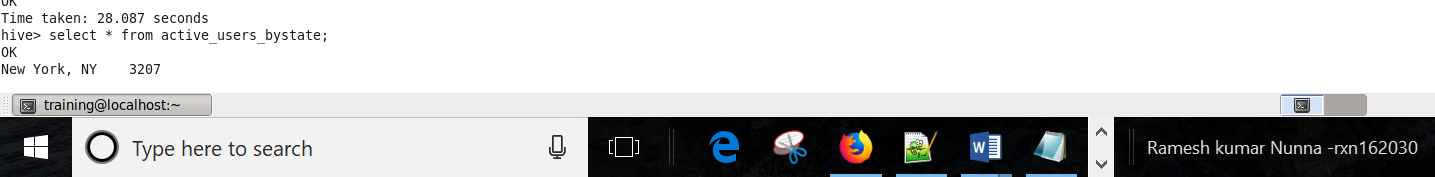 OK
Time taken: 28.087 seconds
hive> select * from active_users_bystate;
OK
New York, NY    3207
training@localhost:~
Type here to search
Ramesh kumar Nunna -rxn162030